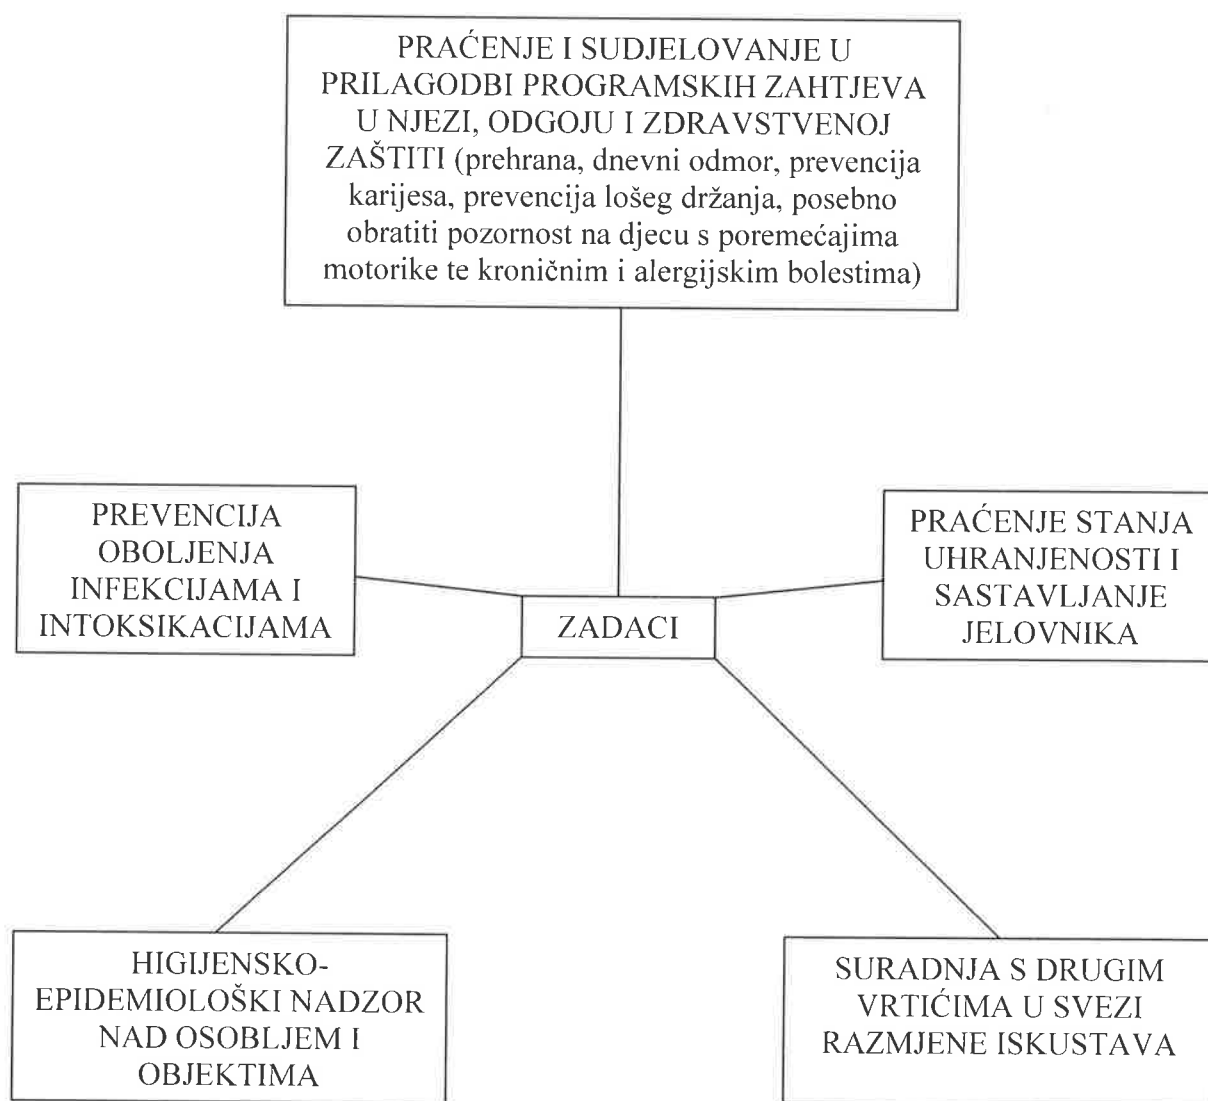 PRAĆENJE I SUDJELOVANJE U
PRILAGODBI PROGRAMSKIH ZAHTJEVA
U NJEZI, ODGOJU I ZDRAVSTVENOJ
ZAŠTITI (prehrana, dnevni odmor, prevencija
karijesa, prevencija lošeg držanja, posebno
obratiti pozornost na djecu s poremećajima
motorike te kroničnim i alergijskim bolestima)
PREVENCIJA
OBOLJENJA
INFEKCIJAMA I
INTOKSIKACIJAMA
ZADACI
PRAĆENJE STANJA
UHRANJENOSTI I
SASTAVLJANJE
JELOVNIKA
HIGIJENSKO-
EPIDEMIOLOŠKI NADZOR
NAD OSOBLJEM I
OBJEKTIMA
SURADNJA S DRUGIM
VRTIĆIMA U SVEZI
RAZMJENE ISKUSTAVA